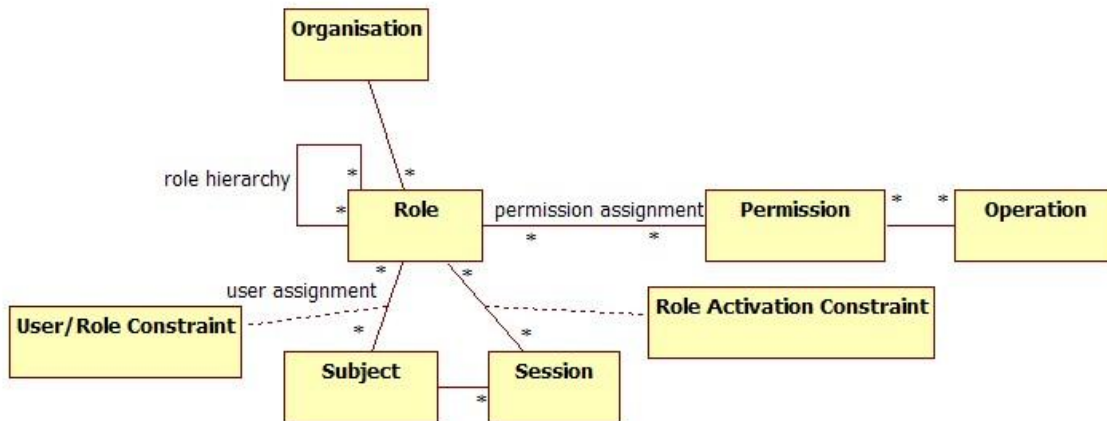 Organisation
*
role hierarchy
*
*
Role
permission assignment
*
*
Permission
*
*
Operation
*
user assignment
*
User/Role Constraint
*
*
Role Activation Constraint
Subject
*
Session